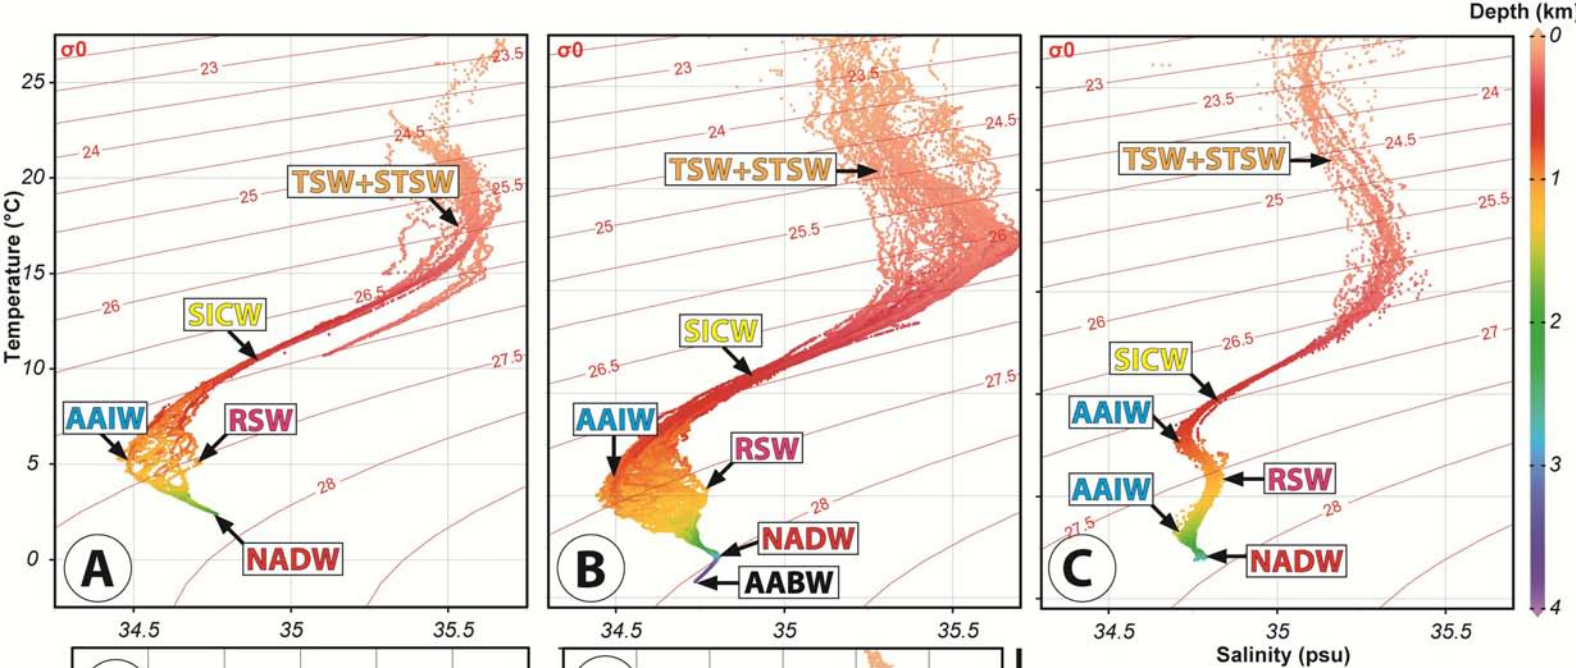 Depth (km)
σ0
23.5
23
25
24.5
24
TSW+STSW
20
25
25.5
Temperature (°C)
15
26.5
26
SICW
10
27.5
AAIW
RSW
5
28
NADW
0
A
34.5
35
35.5
σ0
23
23.5
24
24.5
TSW+STSW
25
25.5
26
SICW
26.5
27.5
AAIW
RSW
28
NADW
AABW
B
34.5
35
35.5
σ0
23
23.5
24
24.5
TSW+STSW
25
25.5
26
26.5
27
SICW
AAIW
AAIW
RSW
28
27.5
NADW
C
34.5
35
35.5
Salinity (psu)
0
1
2
3
4